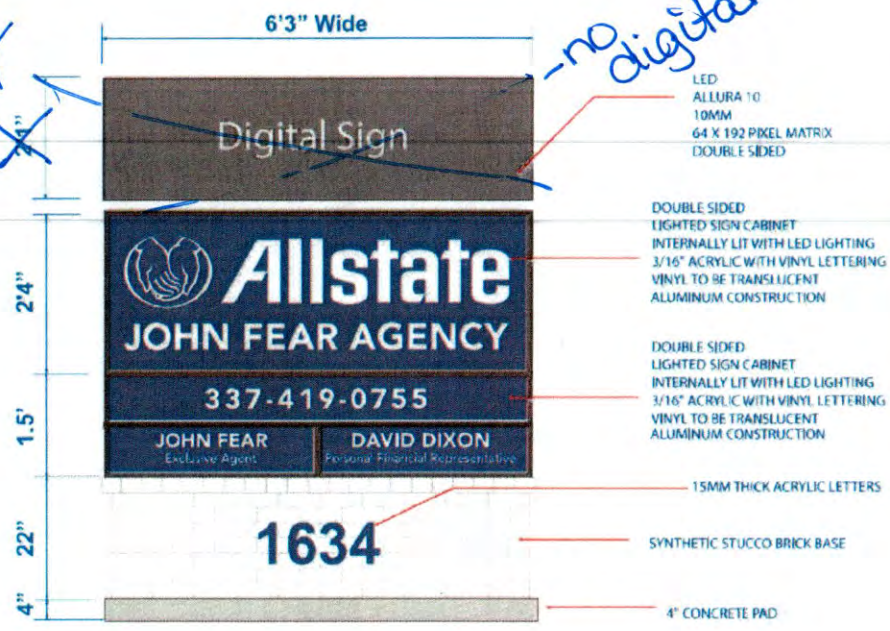 6'3" Wide
-no
digital
Digital Sign
LED
ALLURA 10
10MM
64 X 192 PIXEL MATRIX
DOUBLE SIDED
2'4"
Allstate
JOHN FEAR AGENCY
DOUBLE SIDED
LIGHTED SIGN CABINET
INTERNALLY LIT WITH LED LIGHTING
3/16" ACRYLIC WITH VINYL LETTERING
VINYL TO BE TRANSLUCENT
ALUMINUM CONSTRUCTION
1.5'
337-419-0755
JOHN FEAR
Exclusive Agent
DAVID DIXON
Personal Financial Representative
DOUBLE SIDED
LIGHTED SIGN CABINET
INTERNALLY LIT WITH LED LIGHTING
3/16" ACRYLIC WITH VINYL LETTERING
VINYL TO BE TRANSLUCENT
ALUMINUM CONSTRUCTION
22"
1634
15MM THICK ACRYLIC LETTERS
SYNTHETIC STUCCO BRICK BASE
4"
4" CONCRETE PAD